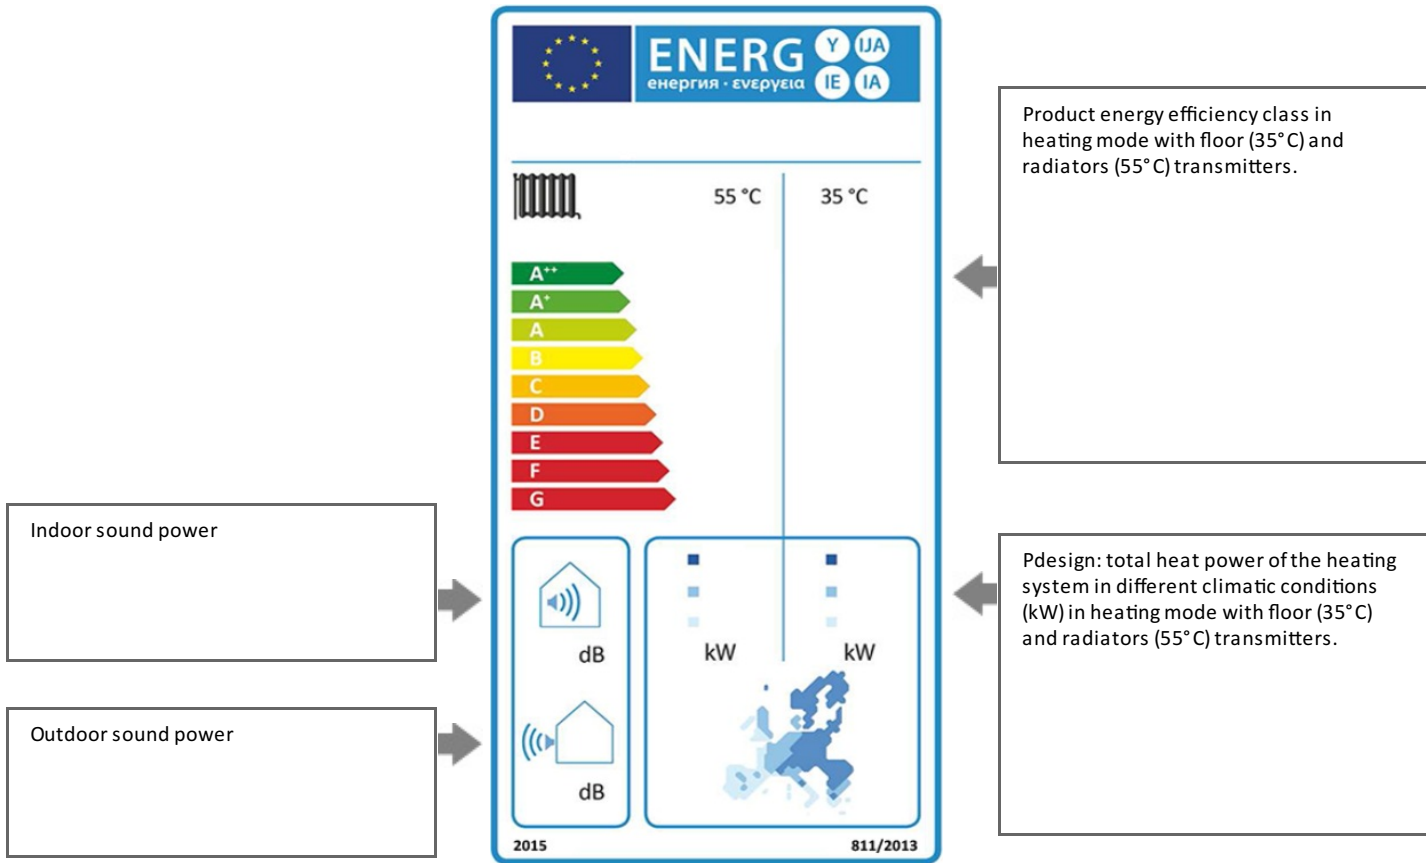 ENERG Y IJA
енергия · ενεργεια IE IA
55 °C 35 °C
A++
A+
A
B
C
D
E
F
G
dB
kW kW
dB
2015 811/2013
Product energy efficiency class in
heating mode with floor (35°C) and
radiators (55°C) transmitters.
Indoor sound power
Pdesign: total heat power of the heating
system in different climatic conditions
(kW) in heating mode with floor (35°C)
and radiators (55°C) transmitters.
Outdoor sound power